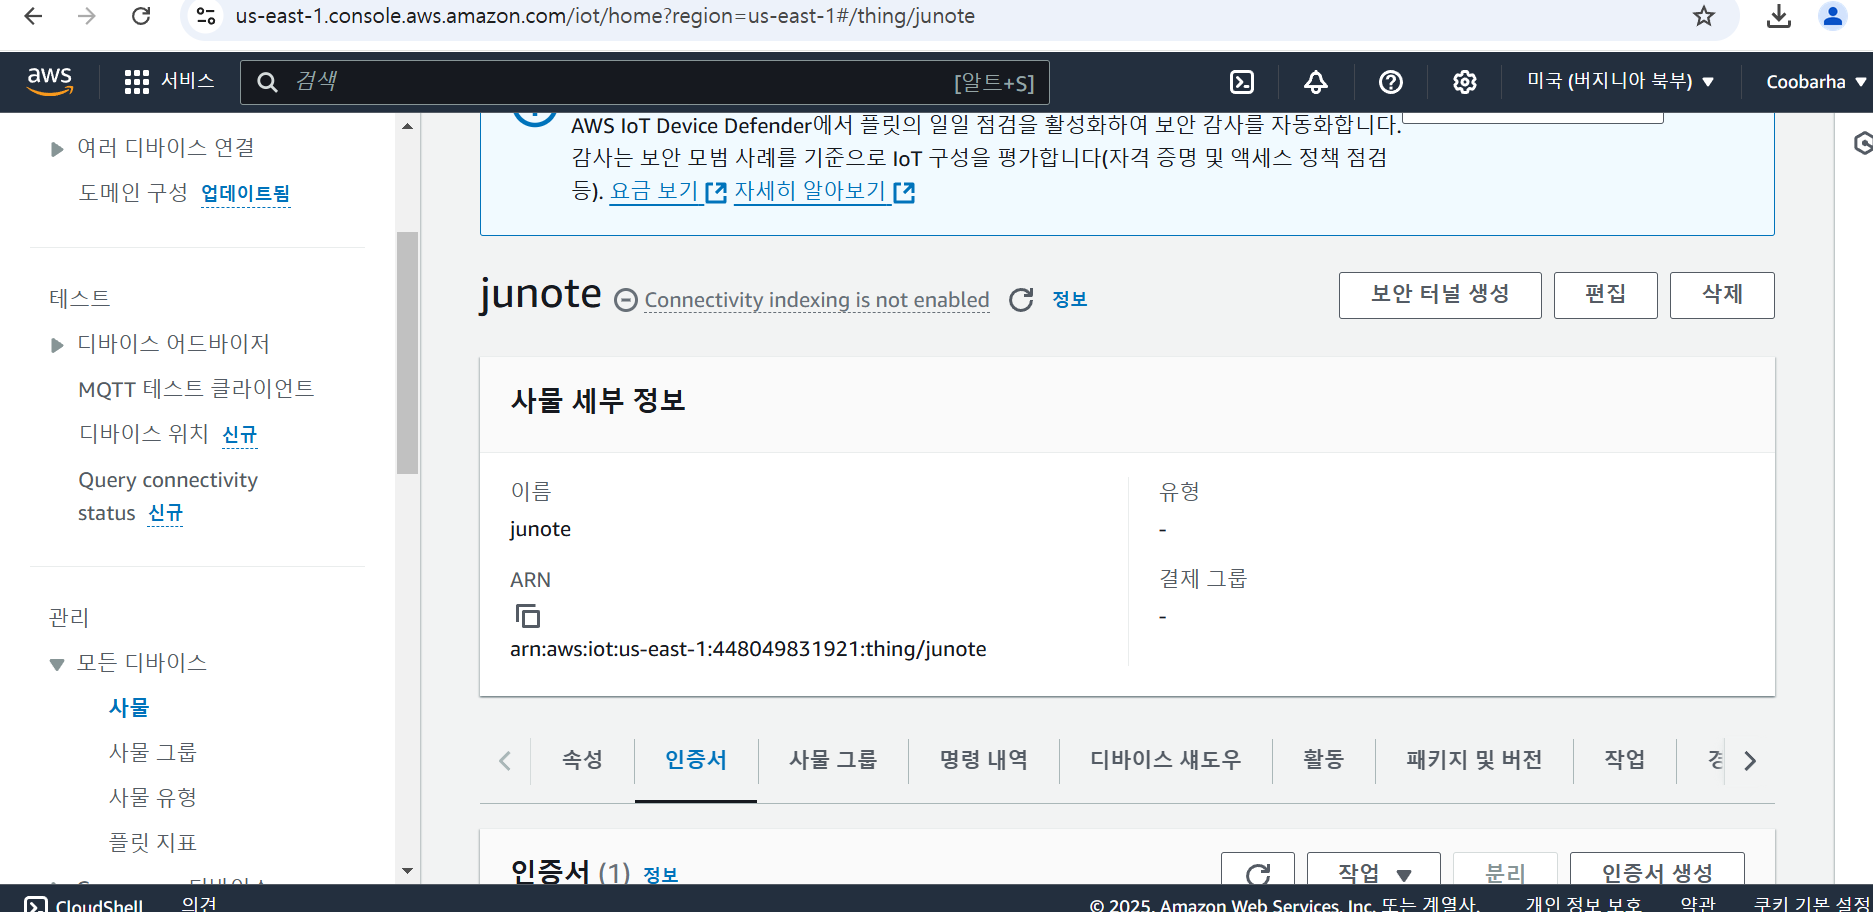 us-east-1.console.aws.amazon.com/iot/home?region=us-east-1#/thing/junote
aws
서비스
검색
[알트+S]
미국 (버지니아 북부)
Coobarha
여러 디바이스 연결
도메인 구성 업데이트됨
테스트
디바이스 어드바이저
MQTT 테스트 클라이언트
디바이스 위치 신규
Query connectivity
status 신규
관리
모든 디바이스
사물
사물 그룹
사물 유형
플릿 지표
AWS IoT Device Defender에서 플릿의 일일 점검을 활성화하여 보안 감사를 자동화합니다.
감사는 보안 모범 사례를 기준으로 IoT 구성을 평가합니다(자격 증명 및 액세스 정책 점검
등). 요금 보기 자세히 알아보기
junote Connectivity indexing is not enabled 정보
보안 터널 생성
편집
삭제
사물 세부 정보
이름
junote
ARN
arn:aws:iot:us-east-1:448049831921:thing/junote
유형
-
결제 그룹
-
속성
인증서
사물 그룹
명령 내역
디바이스 섀도우
활동
패키지 및 버전
작업
인증서 (1) 정보
작업
분리
인증서 생성
CloudShell
의견
© 2025, Amazon Web Services, Inc. 또는 계열사.
개인 정보 보호
약관
쿠키 기본 설정